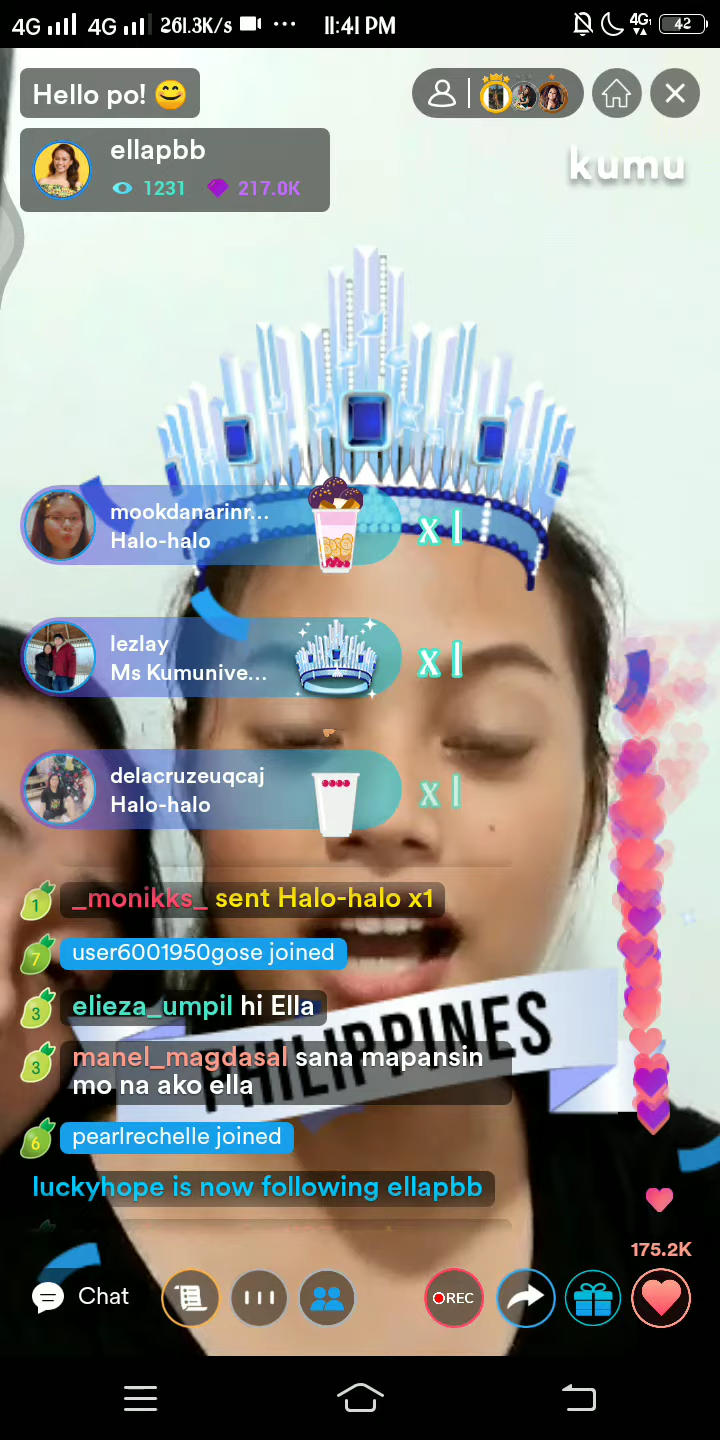 4G 4G 261.3K/s ... 11:41 PM 4G 42
Hello po! 😊
ellapbb
1231 217.0K
kumu
mookdanarinr...
Halo-halo
x1
lezlay
Ms Kumunive...
x1
delacruzeuqcaj
Halo-halo
x1
1 _monikks_ sent Halo-halo x1
7 user6001950gose joined
3 elieza_umpil hi Ella
3 manel_magdasal sana mapansin
mo na ako ella
PHILIPPINES
6 pearlrechelle joined
luckyhope is now following ellapbb
175.2K
Chat REC